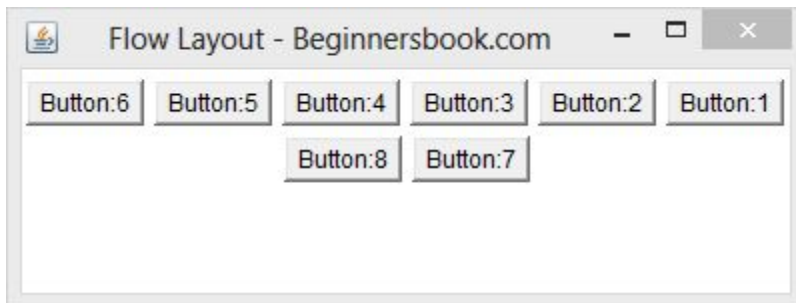 Flow Layout - Beginnersbook.com
Button:6 Button:5 Button:4 Button:3 Button:2 Button:1
Button:8 Button:7